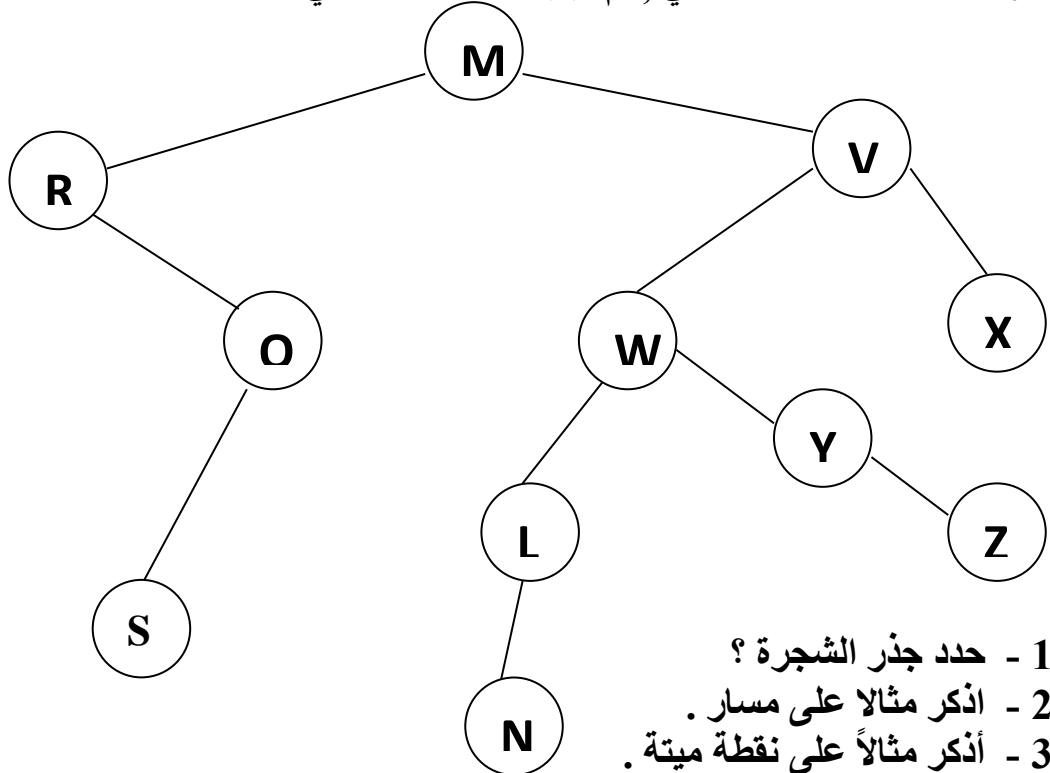 M
R
V
O
W
X
Y
L
Z
S
N
1 - حدد جذر الشجرة ؟
2 - اذكر مثالا على مسار .
3 - أذكر مثالاً على نقطة ميتة .